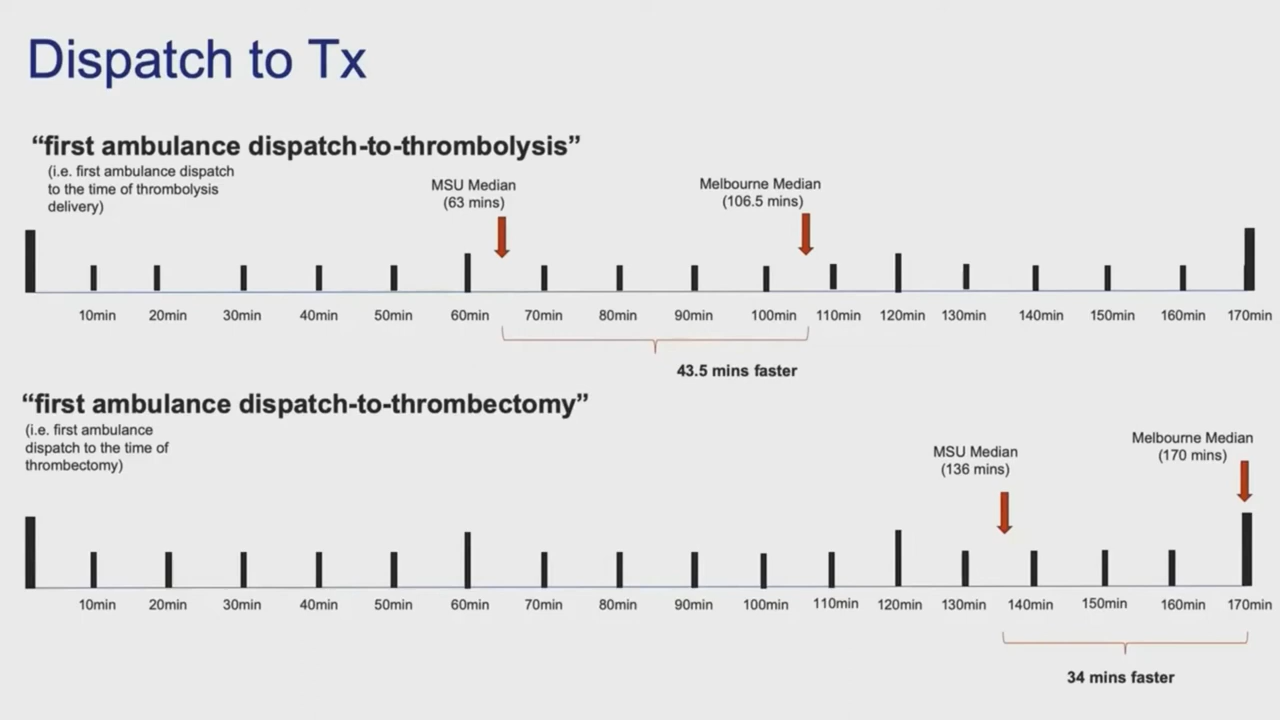 Dispatch to Tx
“first ambulance dispatch-to-thrombolysis”
(i.e. first ambulance dispatch
to the time of thrombolysis
delivery)
MSU Median
(63 mins)
Melbourne Median
(106.5 mins)
10min 20min 30min 40min 50min 60min 70min 80min 90min 100min 110min 120min 130min 140min 150min 160min 170min
43.5 mins faster
“first ambulance dispatch-to-thrombectomy”
(i.e. first ambulance
dispatch to the time of
thrombectomy)
MSU Median
(136 mins)
Melbourne Median
(170 mins)
10min 20min 30min 40min 50min 60min 70min 80min 90min 100min 110min 120min 130min 140min 150min 160min 170min
34 mins faster